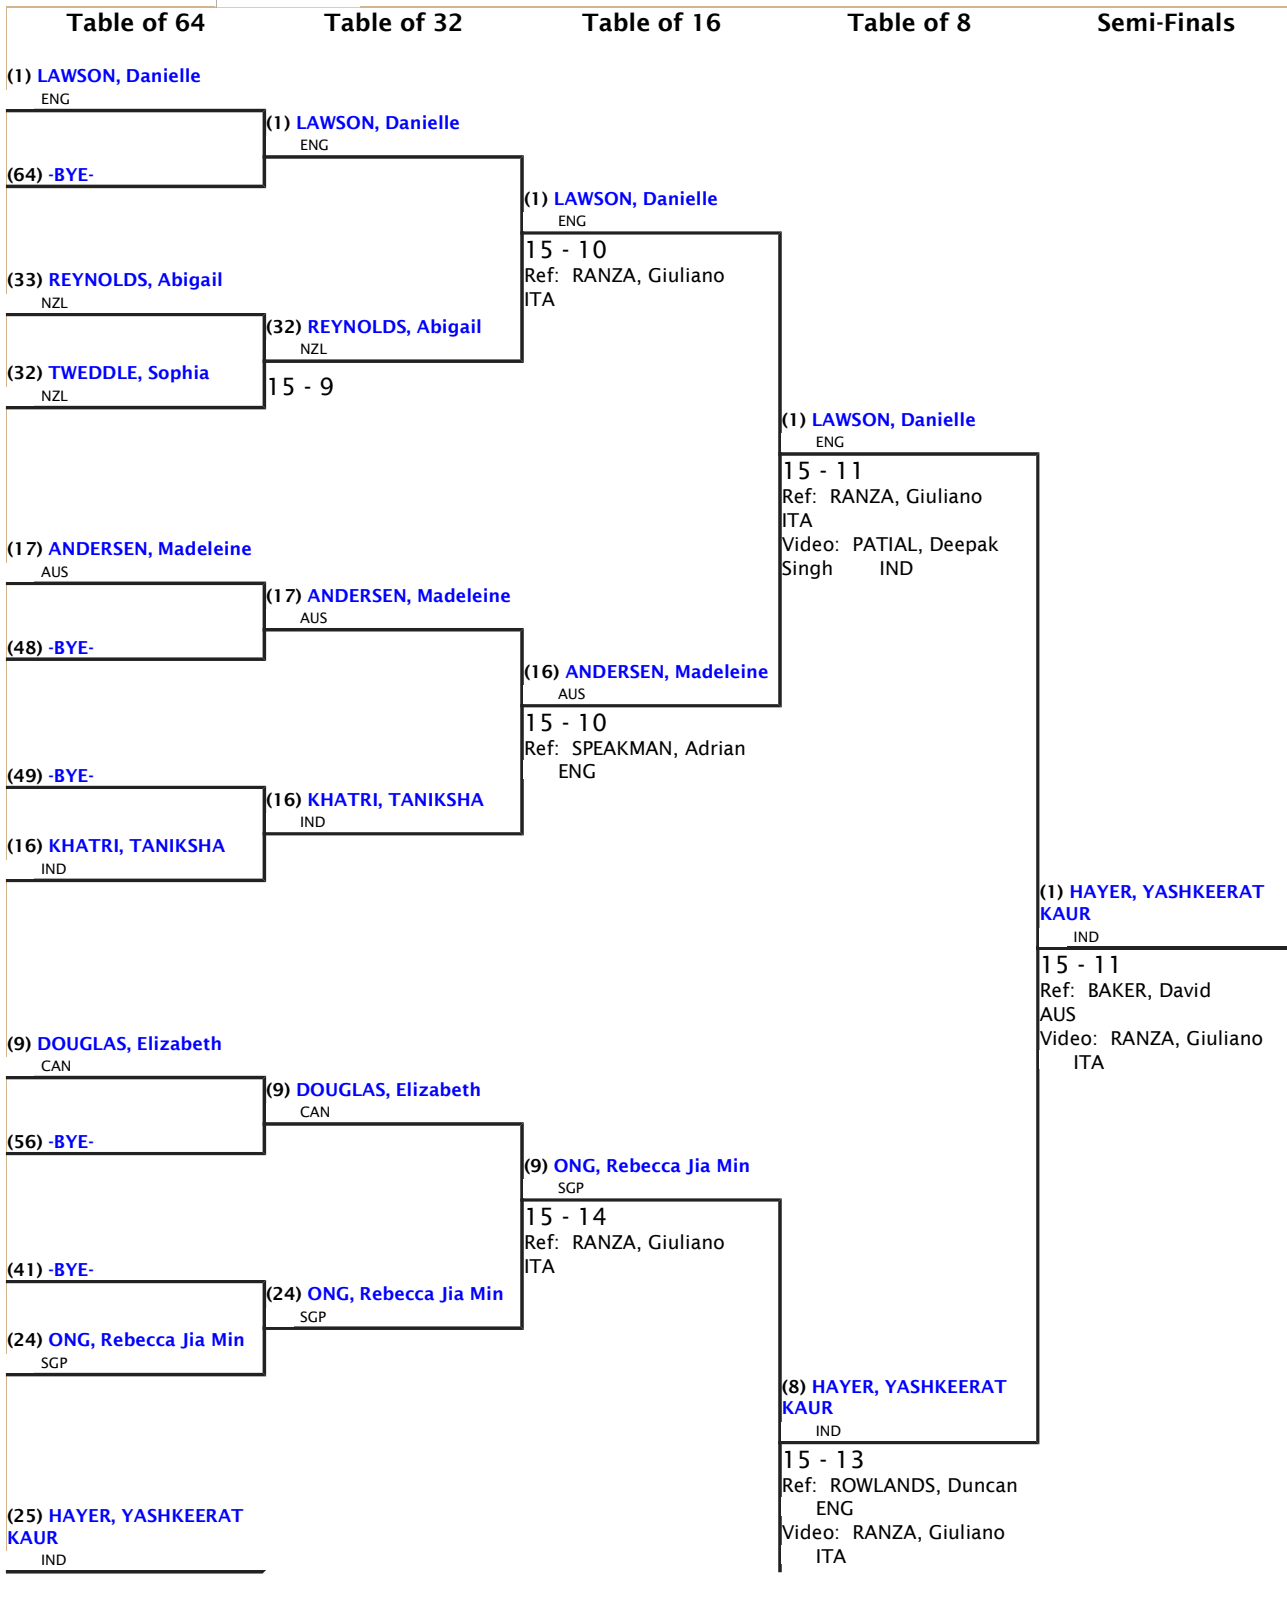 Table of 64
Table of 32
Table of 16
Table of 8
Semi-Finals
(1) LAWSON, Danielle
ENG
(64) -BYE-
(33) REYNOLDS, Abigail
NZL
(32) TWEDDLE, Sophia
NZL
(17) ANDERSEN, Madeleine
AUS
(48) -BYE-
(49) -BYE-
(16) KHATRI, TANIKSHA
IND
(9) DOUGLAS, Elizabeth
CAN
(56) -BYE-
(41) -BYE-
(24) ONG, Rebecca Jia Min
SGP
(25) HAYER, YASHKEERAT
KAUR
IND
(1) LAWSON, Danielle
ENG
(32) REYNOLDS, Abigail
NZL
15 - 9
(17) ANDERSEN, Madeleine
AUS
(16) KHATRI, TANIKSHA
IND
(9) DOUGLAS, Elizabeth
CAN
(24) ONG, Rebecca Jia Min
SGP
(1) LAWSON, Danielle
ENG
15 - 10
Ref: RANZA, Giuliano
ITA
(16) ANDERSEN, Madeleine
AUS
15 - 10
Ref: SPEAKMAN, Adrian
ENG
(9) ONG, Rebecca Jia Min
SGP
15 - 14
Ref: RANZA, Giuliano
ITA
(1) LAWSON, Danielle
ENG
15 - 11
Ref: RANZA, Giuliano
ITA
Video: PATIAL, Deepak
Singh IND
(8) HAYER, YASHKEERAT
KAUR
IND
15 - 13
Ref: ROWLANDS, Duncan
ENG
Video: RANZA, Giuliano
ITA
(1) HAYER, YASHKEERAT
KAUR
IND
15 - 11
Ref: BAKER, David
AUS
Video: RANZA, Giuliano
ITA